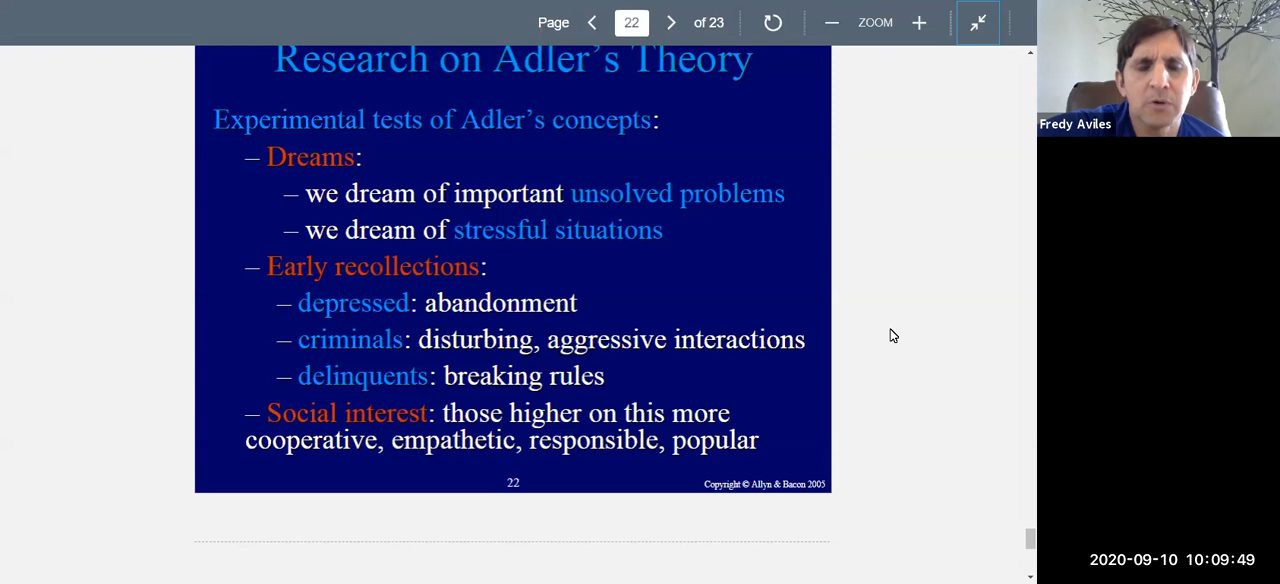 Page 22 of 23 ZOOM
Research on Adler's Theory
Fredy Aviles
Experimental tests of Adler's concepts:
– Dreams:
– we dream of important unsolved problems
– we dream of stressful situations
– Early recollections:
– depressed: abandonment
– criminals: disturbing, aggressive interactions
– delinquents: breaking rules
– Social interest: those higher on this more
cooperative, empathetic, responsible, popular
22
Copyright © Allyn & Bacon 2005
2020-09-10 10:09:49